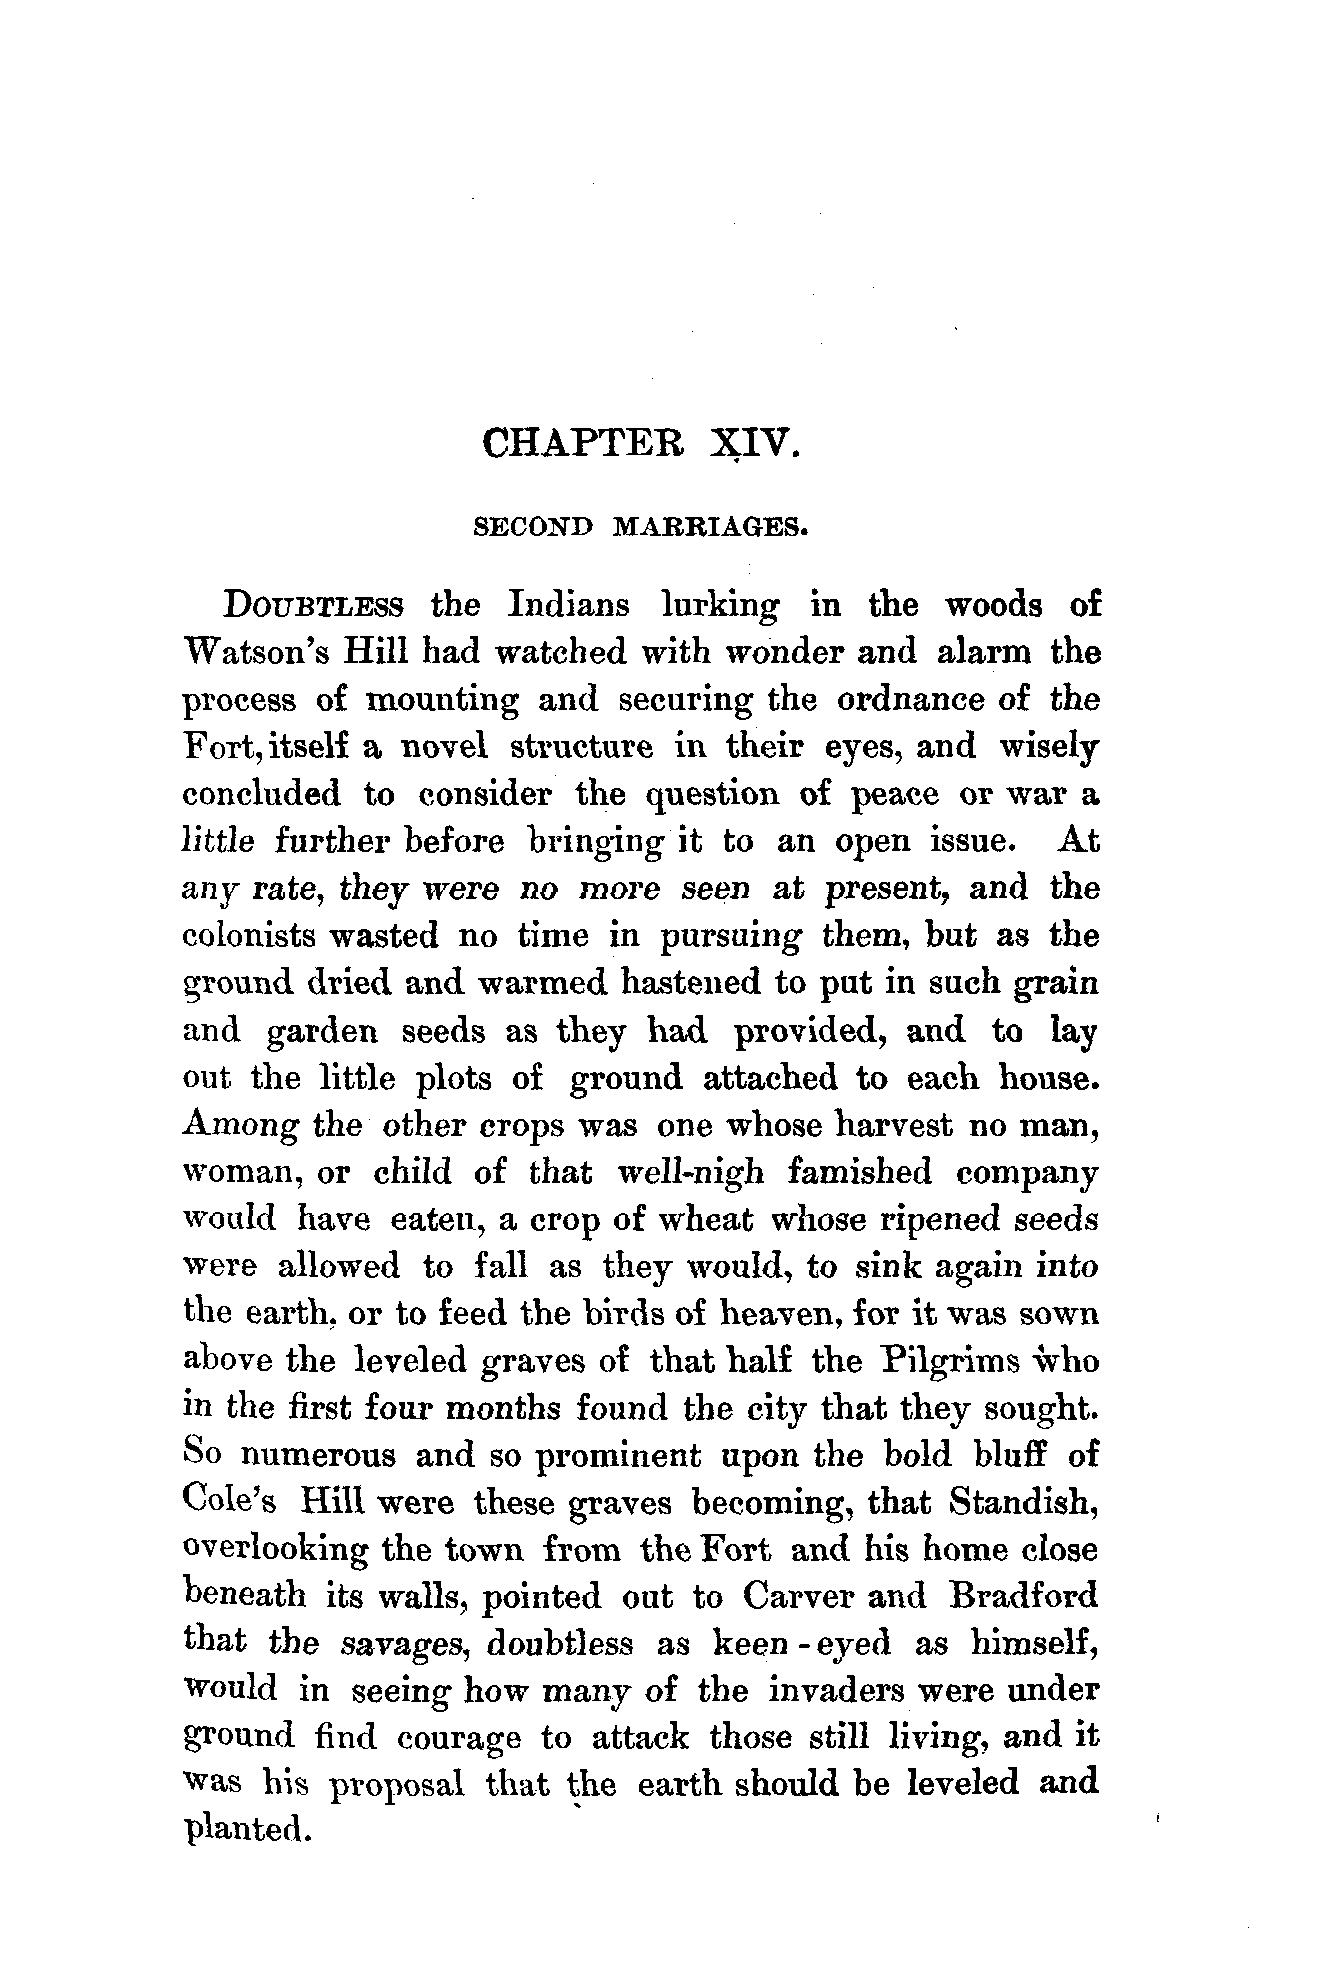 CHAPTER XIV.
SECOND MARRIAGES.
DOUBTLESS the Indians lurking in the woods of
Watson's Hill had watched with wonder and alarm the
process of mounting and securing the ordnance of the
Fort, itself a novel structure in their eyes, and wisely
concluded to consider the question of peace or war a
little further before bringing it to an open issue. At
any rate, they were no more seen at present, and the
colonists wasted no time in pursuing them, but as the
ground dried and warmed hastened to put in such grain
and garden seeds as they had provided, and to lay
out the little plots of ground attached to each house.
Among the other crops was one whose harvest no man,
woman, or child of that well-nigh famished company
would have eaten, a crop of wheat whose ripened seeds
were allowed to fall as they would, to sink again into
the earth, or to feed the birds of heaven, for it was sown
above the leveled graves of that half the Pilgrims who
in the first four months found the city that they sought.
So numerous and so prominent upon the bold bluff of
Cole's Hill were these graves becoming, that Standish,
overlooking the town from the Fort and his home close
beneath its walls, pointed out to Carver and Bradford
that the savages, doubtless as keen-eyed as himself,
would in seeing how many of the invaders were under
ground find courage to attack those still living, and it
was his proposal that the earth should be leveled and
planted.